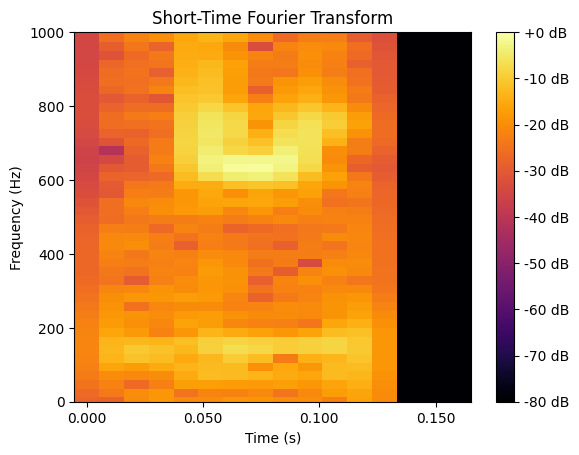 Short-Time Fourier Transform
1000
800
600
400
200
0
Frequency (Hz)
0.000
0.050
0.100
0.150
Time (s)
+0 dB
-10 dB
-20 dB
-30 dB
-40 dB
-50 dB
-60 dB
-70 dB
-80 dB